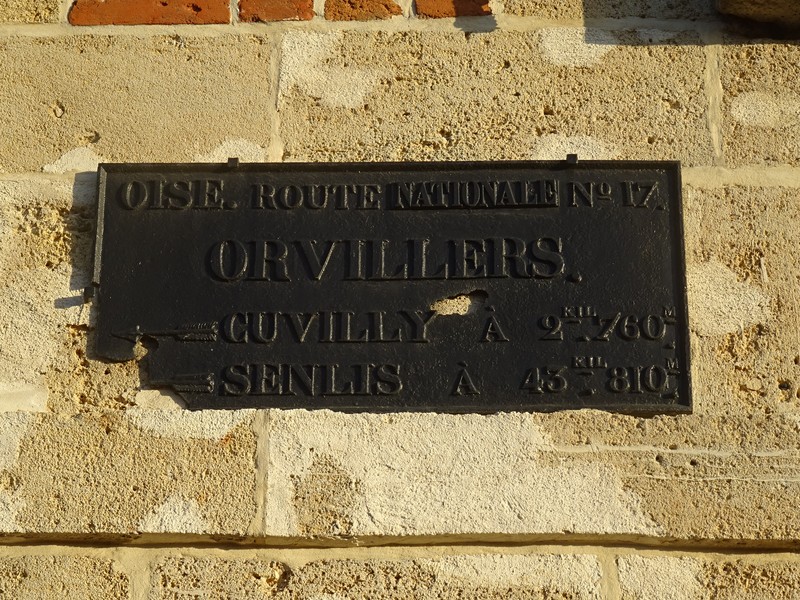 OISE. ROUTE NATIONALE Nº 17.
ORVILLERS.
CUVILLY À 2 KIL. 760 M.
SENLIS À 43 KIL. 810 M.